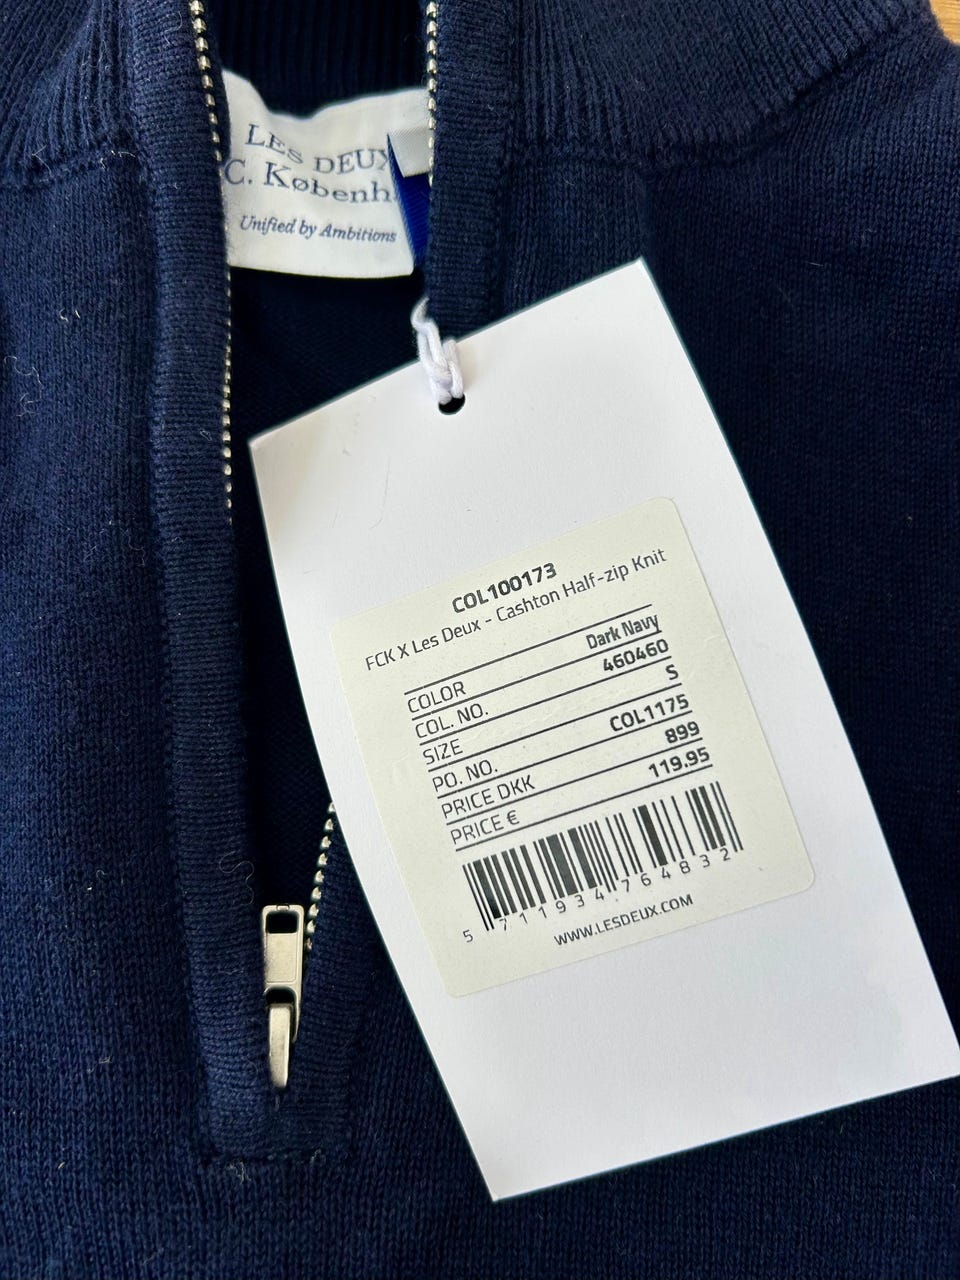 LES DEUX
C. Københ
Unified by Ambitions
COL100173
FCK X Les Deux - Cashton Half-zip Knit
COLOR Dark Navy
COL. NO. 460460
SIZE S
PO. NO. COL1175
PRICE DKK 899
PRICE € 119.95
5 711934 764832
WWW.LESDEUX.COM